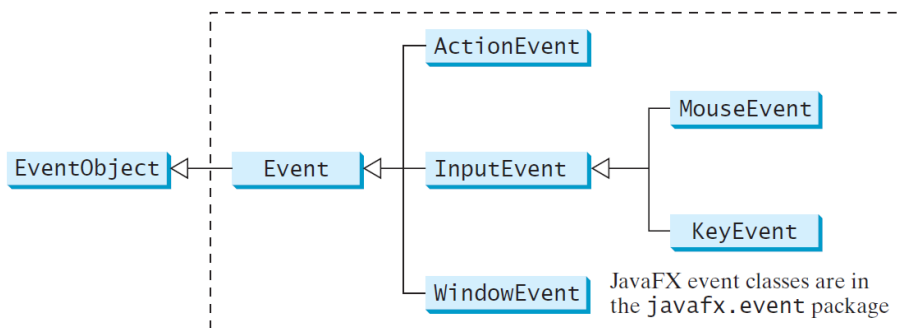 ActionEvent
MouseEvent
EventObject
Event
InputEvent
KeyEvent
WindowEvent
JavaFX event classes are in
the javafx.event package